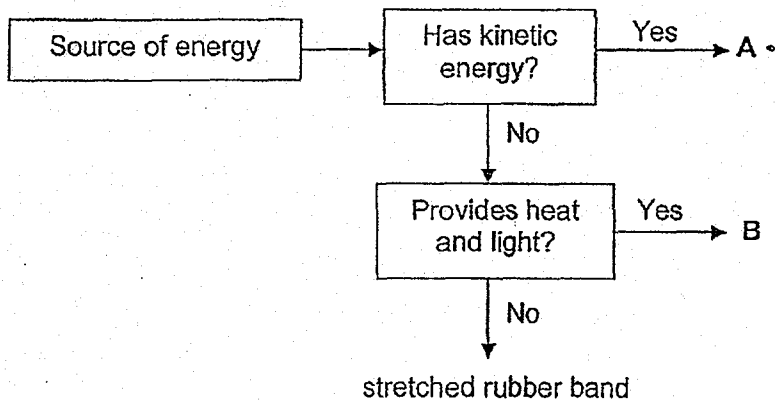 Source of energy
Has kinetic
energy?
Yes
A
No
Provides heat
and light?
Yes
B
No
stretched rubber band